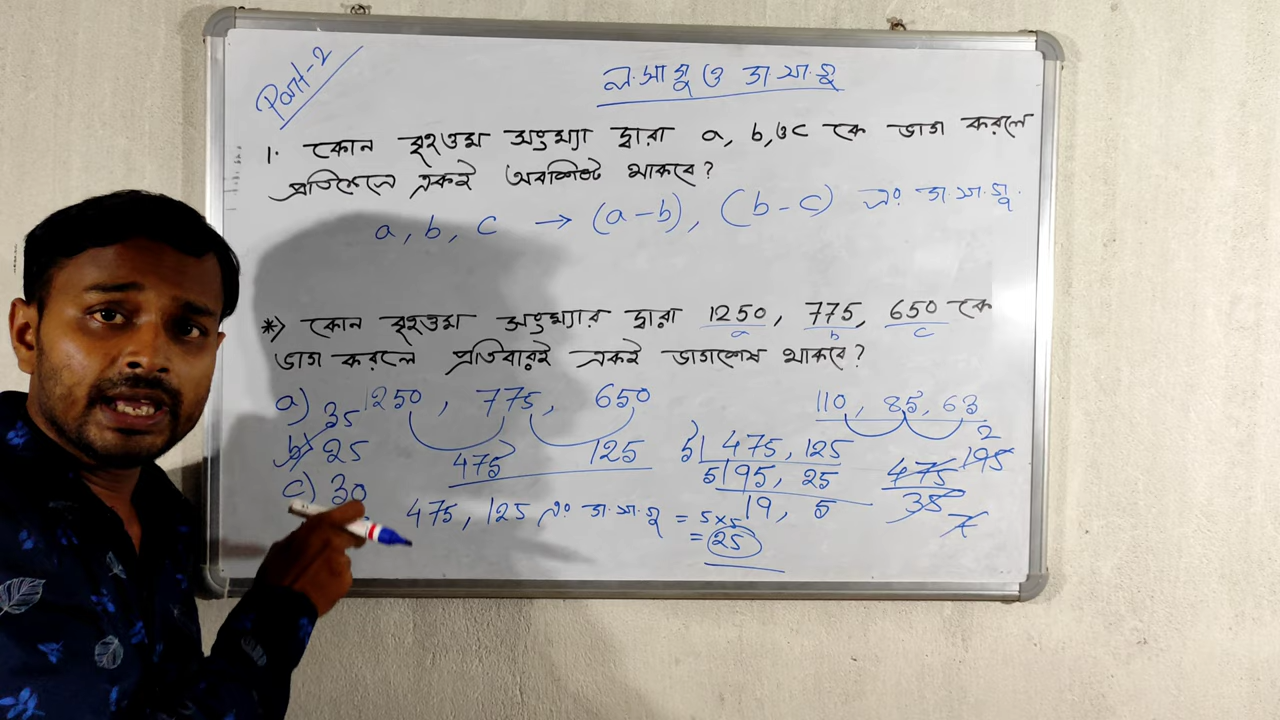 Part-2
ল.সা.গু ও গ.সা.গু
1. কোন বৃহত্তম সংখ্যা দ্বারা a, b, ও c কে ভাগ করলে
প্রতিক্ষেত্রে একই অবশিষ্ট থাকবে?
a, b, c → (a-b), (b-c) এর গ.সা.গু.
*) কোন বৃহত্তম সংখ্যার দ্বারা 1250, 775, 650 কে
a b c
ভাগ করলে প্রতিবারই একই ভাগশেষ থাকবে?
a) 35
b) 25
c) 30
1250, 775, 650
475 125
475, 125 এর গ.সা.গু = 5×5
= 25
5) 475, 125
5) 95, 25
19, 5
110, 85, 63
2
475 195
35